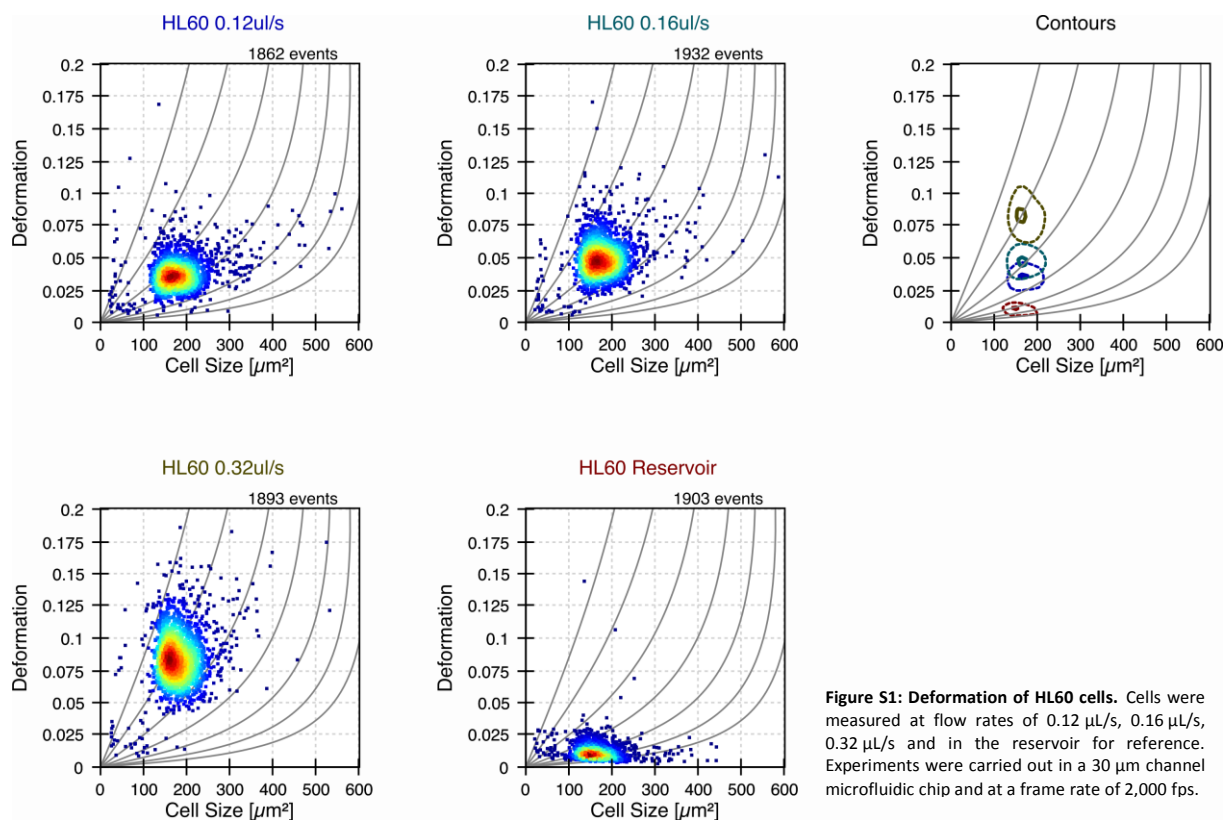 HL60 0.12ul/s
1862 events
0.2
0.175
0.15
0.125
0.1
0.075
0.05
0.025
0
Deformation
0 100 200 300 400 500 600
Cell Size [µm²]
HL60 0.16ul/s
1932 events
0.2
0.175
0.15
0.125
0.1
0.075
0.05
0.025
0
Deformation
0 100 200 300 400 500 600
Cell Size [µm²]
Contours
0.2
0.175
0.15
0.125
0.1
0.075
0.05
0.025
0
Deformation
0 100 200 300 400 500 600
Cell Size [µm²]
HL60 0.32ul/s
1893 events
0.2
0.175
0.15
0.125
0.1
0.075
0.05
0.025
0
Deformation
0 100 200 300 400 500 600
Cell Size [µm²]
HL60 Reservoir
1903 events
0.2
0.175
0.15
0.125
0.1
0.075
0.05
0.025
0
Deformation
0 100 200 300 400 500 600
Cell Size [µm²]
Figure S1: Deformation of HL60 cells. Cells were
measured at flow rates of 0.12 µL/s, 0.16 µL/s,
0.32 µL/s and in the reservoir for reference.
Experiments were carried out in a 30 µm channel
microfluidic chip and at a frame rate of 2,000 fps.